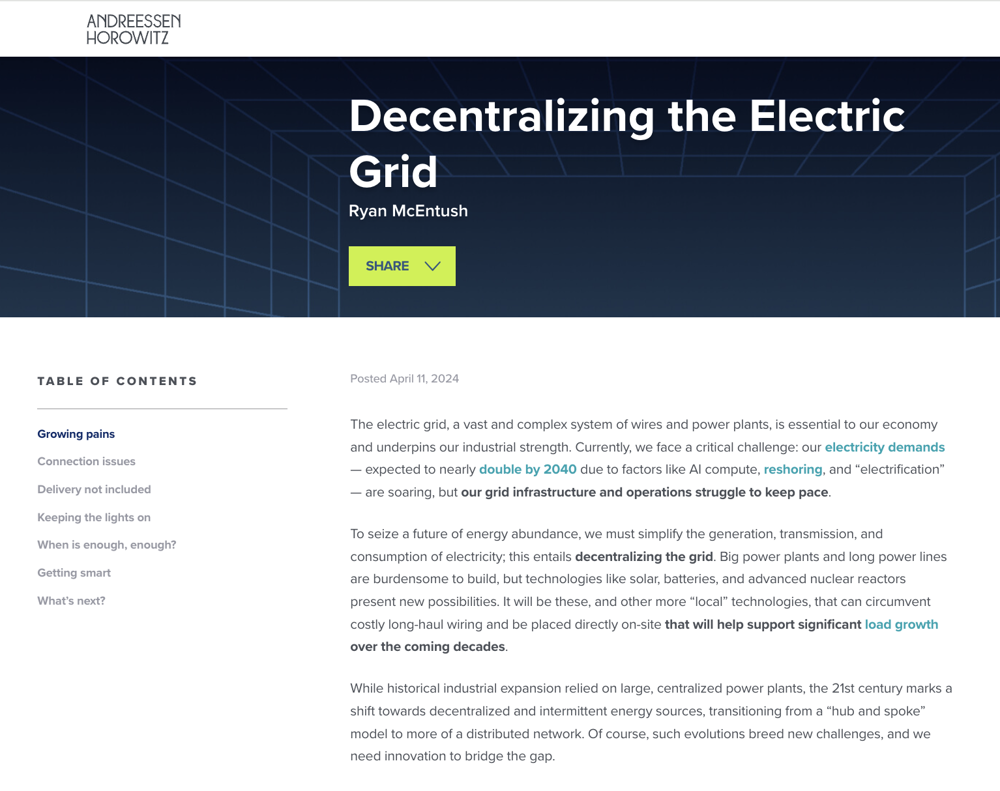 ANDREESSEN
HOROWITZ
Decentralizing the Electric
Grid
Ryan McEntush
SHARE
TABLE OF CONTENTS
Growing pains
Connection issues
Delivery not included
Keeping the lights on
When is enough, enough?
Getting smart
What’s next?
Posted April 11, 2024
The electric grid, a vast and complex system of wires and power plants, is essential to our economy
and underpins our industrial strength. Currently, we face a critical challenge: our electricity demands
— expected to nearly double by 2040 due to factors like AI compute, reshoring, and “electrification”
— are soaring, but our grid infrastructure and operations struggle to keep pace.
To seize a future of energy abundance, we must simplify the generation, transmission, and
consumption of electricity; this entails decentralizing the grid. Big power plants and long power lines
are burdensome to build, but technologies like solar, batteries, and advanced nuclear reactors
present new possibilities. It will be these, and other more “local” technologies, that can circumvent
costly long-haul wiring and be placed directly on-site that will help support significant load growth
over the coming decades.
While historical industrial expansion relied on large, centralized power plants, the 21st century marks a
shift towards decentralized and intermittent energy sources, transitioning from a “hub and spoke”
model to more of a distributed network. Of course, such evolutions breed new challenges, and we
need innovation to bridge the gap.